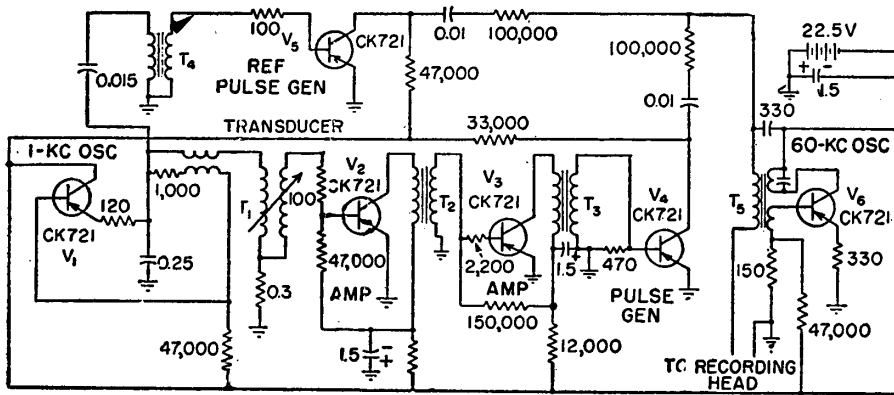 100
V5
CK721
0.01
100,000
100,000
22.5V
+ -
1.5
0.015
T4
REF
PULSE GEN
47,000
0.01
330
TRANSDUCER
33,000
1-KC OSC
60-KC OSC
1,000
120
CK721
V1
0.25
T1
100
V2
CK721
T2
V3
CK721
T3
V4
CK721
T5
V6
CK721
47,000
2,200
1.5
+
470
0.3
AMP
AMP
PULSE
GEN
150
330
150,000
47,000
47,000
1.5
-
+
12,000
TO RECORDING
HEAD